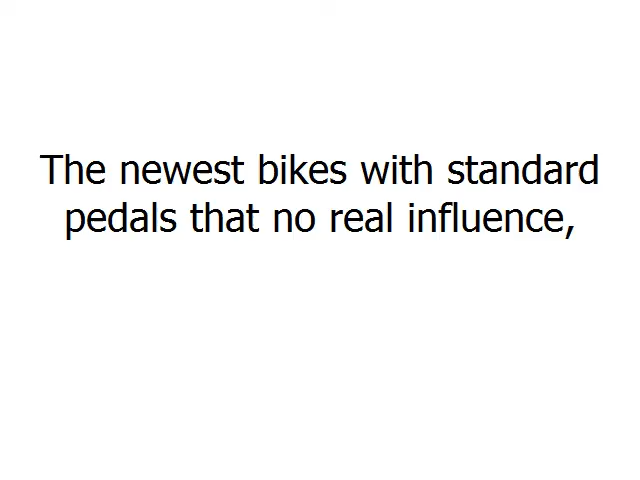 The newest bikes with standard
pedals that no real influence,